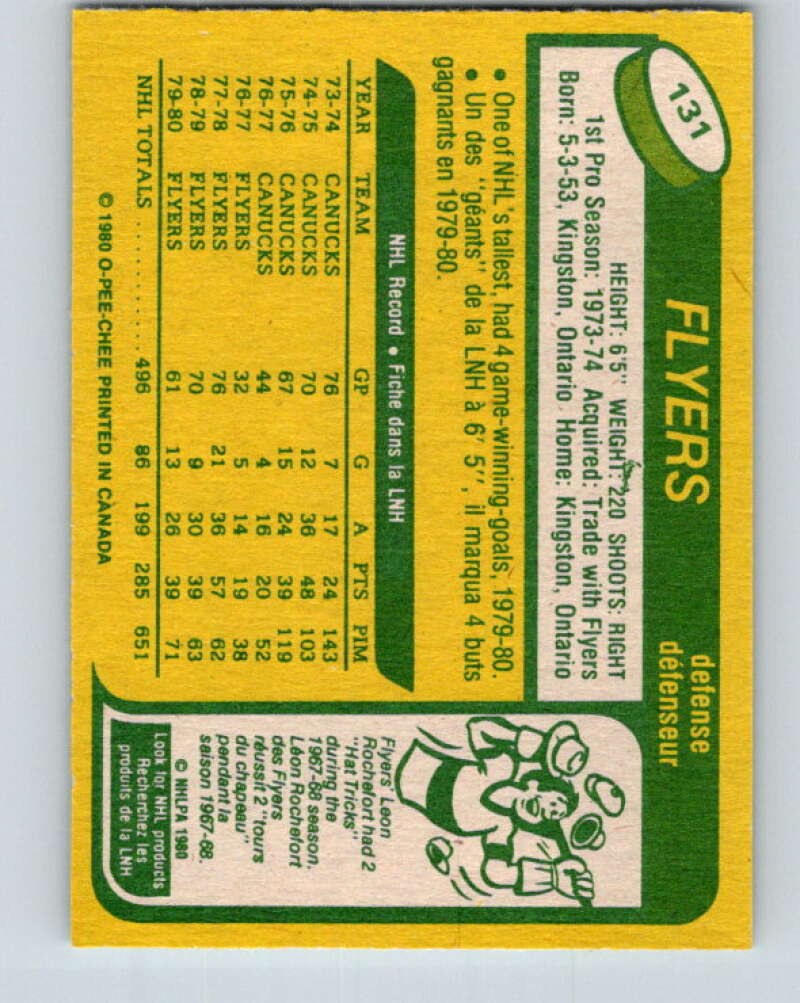 131
FLYERS
defense
défenseur
HEIGHT: 6'5" WEIGHT: 220 SHOOTS: RIGHT
1st Pro Season: 1973-74 Acquired: Trade with Flyers
Born: 5-3-53, Kingston, Ontario Home: Kingston, Ontario
• One of NHL's tallest, had 4 game-winning-goals, 1979-80.
• Un des "géants" de la LNH à 6' 5", il marqua 4 buts
gagnants en 1979-80.
NHL Record • Fiche dans la LNH
YEAR TEAM GP G A PTS PIM
73-74 CANUCKS 76 7 17 24 143
74-75 CANUCKS 70 12 36 48 103
75-76 CANUCKS 67 15 24 39 119
76-77 CANUCKS 44 4 16 20 52
76-77 FLYERS 32 5 14 19 38
77-78 FLYERS 76 21 36 57 62
78-79 FLYERS 70 9 30 39 63
79-80 FLYERS 61 13 26 39 71
NHL TOTALS .......... 496 86 199 285 651
© 1980 O-PEE-CHEE PRINTED IN CANADA
Flyers' Leon
Rochefort had 2
"Hat Tricks"
during the
1967-68 season.
Léon Rochefort
des Flyers
réussit 2 "tours
du chapeau"
pendant la
saison 1967-68.
© NHLPA 1980
Look for NHL products
Recherchez les
produits de la LNH